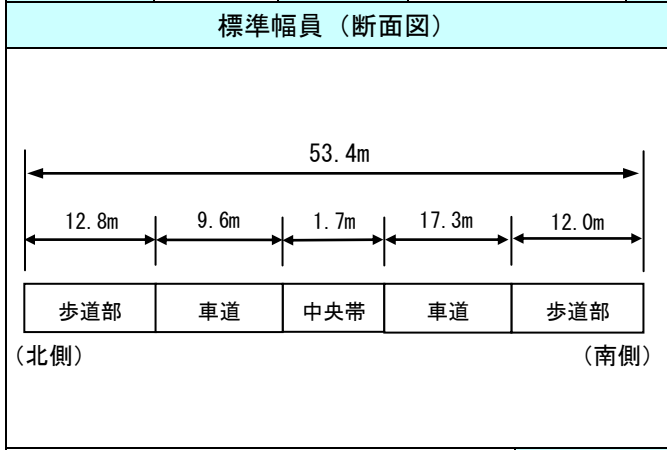 標準幅員（断面図）
53.4m
12.8m 9.6m 1.7m 17.3m 12.0m
歩道部 車道 中央帯 車道 歩道部
（北側） （南側）